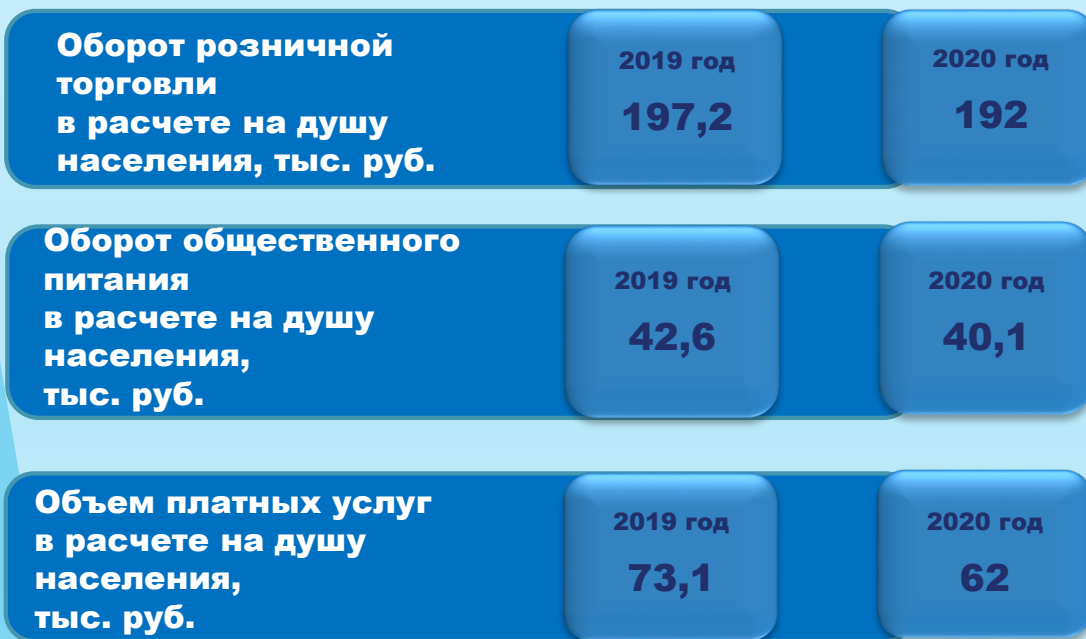 Оборот розничной
торговли
в расчете на душу
населения, тыс. руб.
2019 год
197,2
2020 год
192
Оборот общественного
питания
в расчете на душу
населения,
тыс. руб.
2019 год
42,6
2020 год
40,1
Объем платных услуг
в расчете на душу
населения,
тыс. руб.
2019 год
73,1
2020 год
62